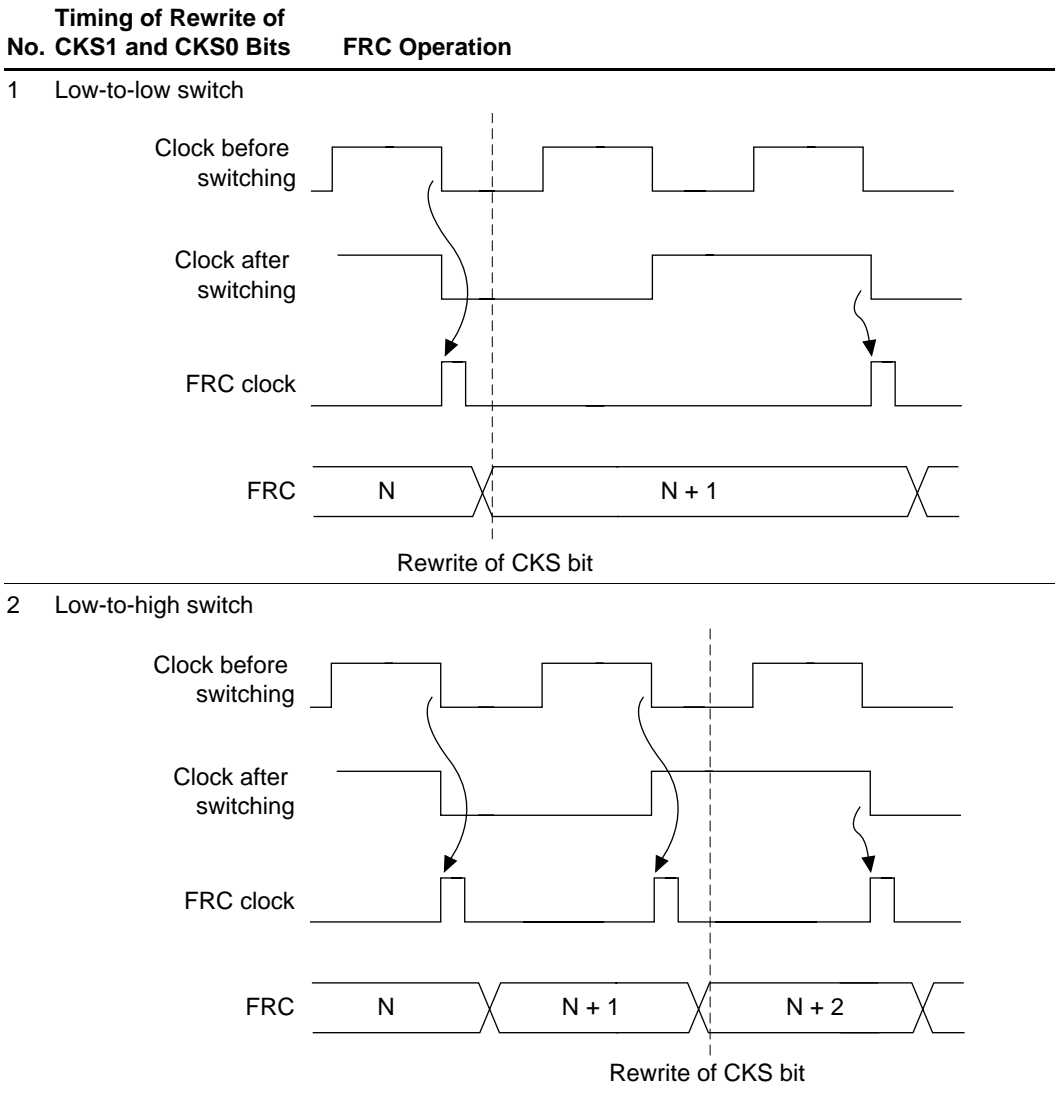 Timing of Rewrite of
No. CKS1 and CKS0 Bits FRC Operation
1 Low-to-low switch
Clock before
switching
Clock after
switching
FRC clock
FRC N N + 1
Rewrite of CKS bit
2 Low-to-high switch
Clock before
switching
Clock after
switching
FRC clock
FRC N N + 1 N + 2
Rewrite of CKS bit